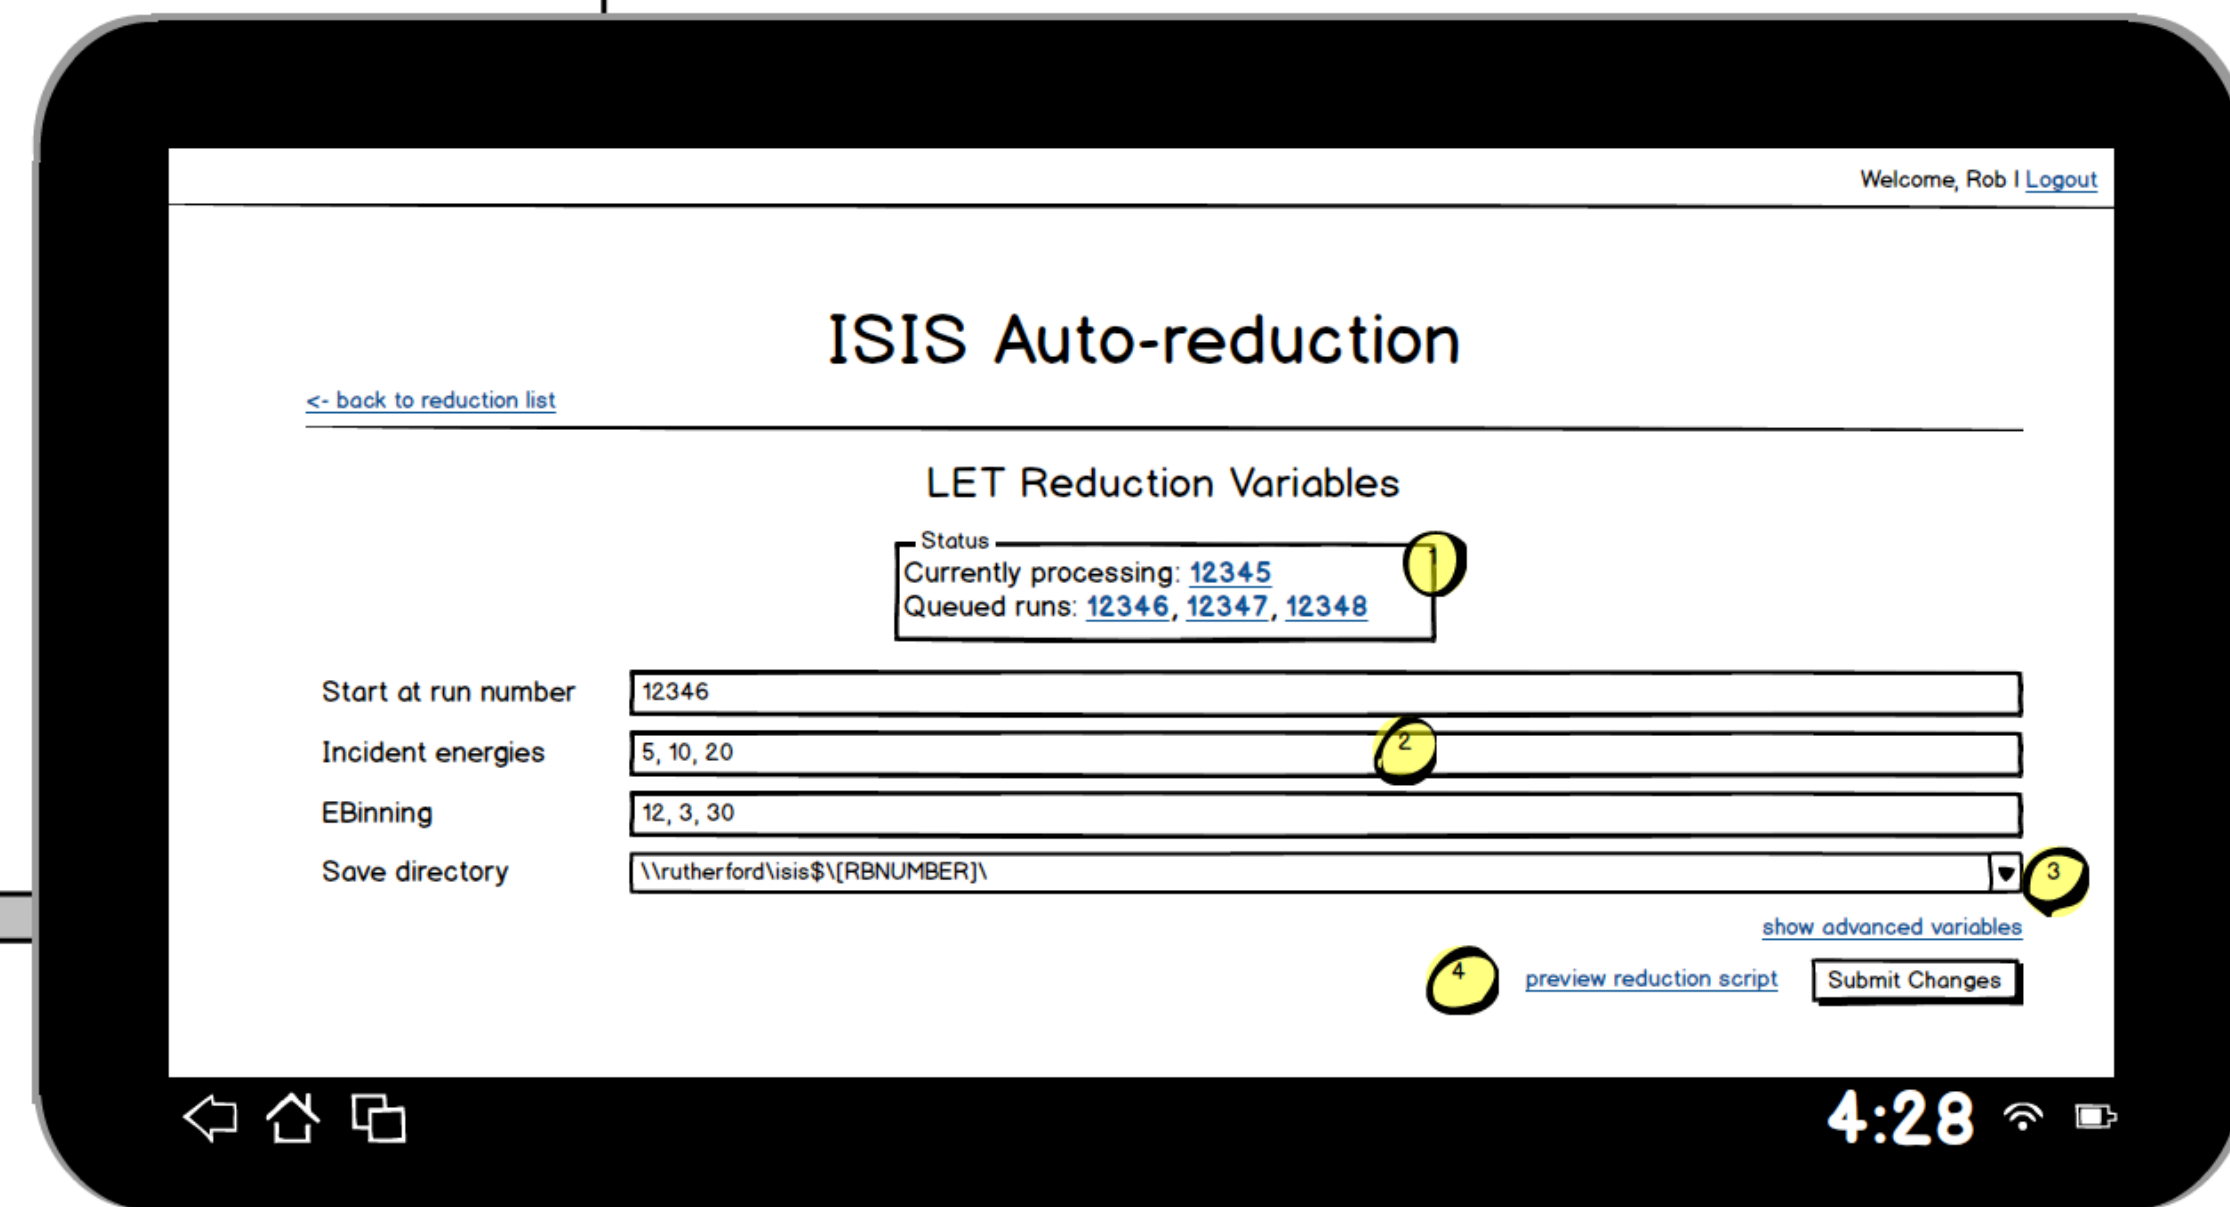 Welcome, Rob | Logout
ISIS Auto-reduction
<- back to reduction list
LET Reduction Variables
Status
1
Currently processing: 12345
Queued runs: 12346, 12347, 12348
Start at run number 12346
Incident energies 5, 10, 20 2
EBinning 12, 3, 30
Save directory \\rutherford\isis$\[RBNUMBER]\ 3
show advanced variables
4 preview reduction script Submit Changes
4:28